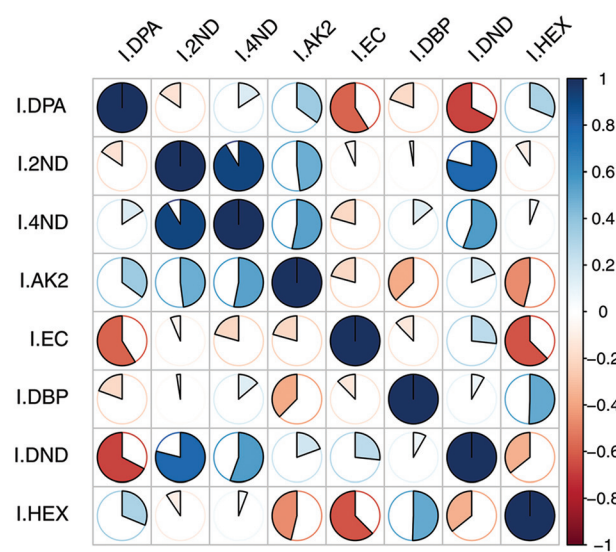 I.DPA I.2ND I.4ND I.AK2 I.EC I.DBP I.DND I.HEX
I.DPA
I.2ND
I.4ND
I.AK2
I.EC
I.DBP
I.DND
I.HEX
1
0.8
0.6
0.4
0.2
0
−0.2
−0.4
−0.6
−0.8
−1